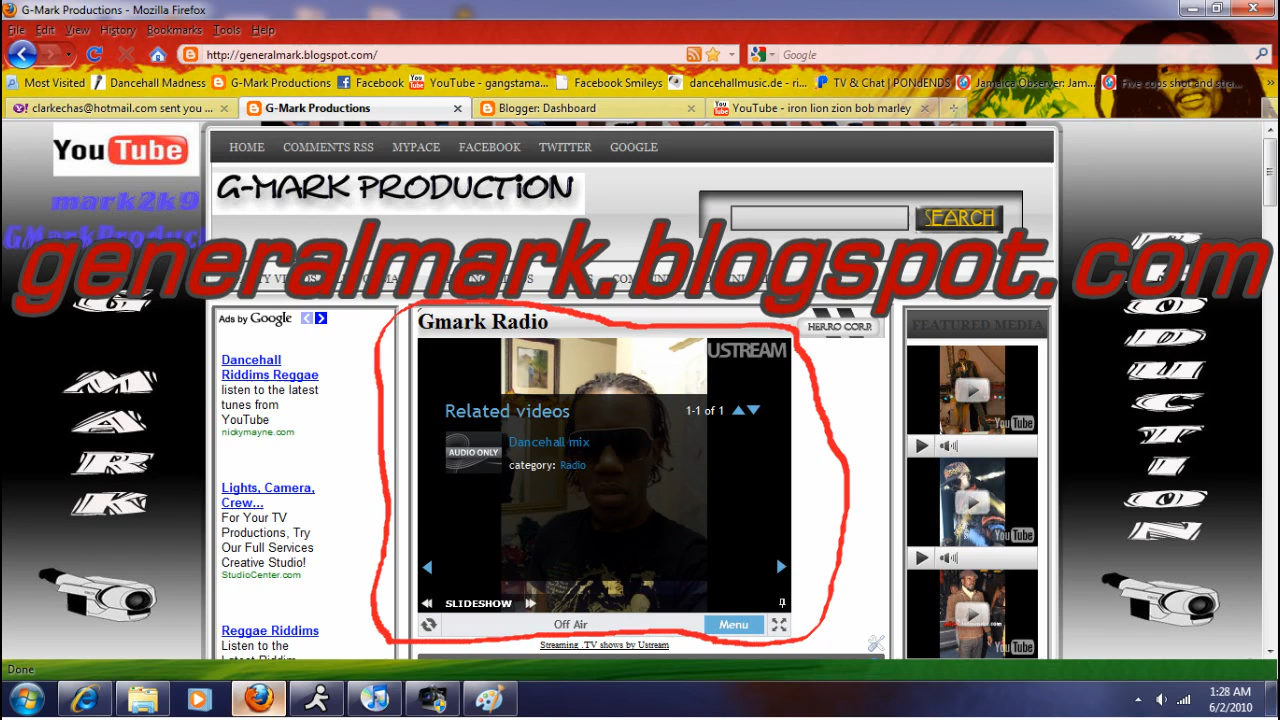 G-Mark Productions - Mozilla Firefox
File Edit View History Bookmarks Tools Help
http://generalmark.blogspot.com/
Google
Most Visited Dancehall Madness G-Mark Productions Facebook YouTube - gangstama... Facebook Smileys dancehallmusic.de - ri... TV & Chat | PONdENDS Jamaica Observer Jam... Five cops shot and stra...
clarkechas@hotmail.com sent you ... G-Mark Productions Blogger: Dashboard YouTube - iron lion zion bob marley
YouTube
HOME COMMENTS RSS MYPACE FACEBOOK TWITTER GOOGLE
mark2k9
G-MARK PRODUCTION
SEARCH
GMarkProduct
generalmark.blogspot.com
Ads by Google
Gmark Radio
HERRO CORP.
FEATURED MEDIA
USTREAM
Dancehall
Riddims Reggae
listen to the latest
tunes from
YouTube
nickymayne.com
Related videos 1-1 of 1
Dancehall mix
AUDIO ONLY
category: Radio
YouTube
Lights, Camera,
Crew...
For Your TV
Productions, Try
Our Full Services
Creative Studio!
StudioCenter.com
YouTube
SLIDESHOW
Off Air Menu
Streaming .TV shows by Ustream
Reggae Riddims
Listen to the
Latest Riddim
YouTube
G
M
A
R
K
P
R
O
D
U
C
T
I
O
N
Done
1:28 AM
6/2/2010